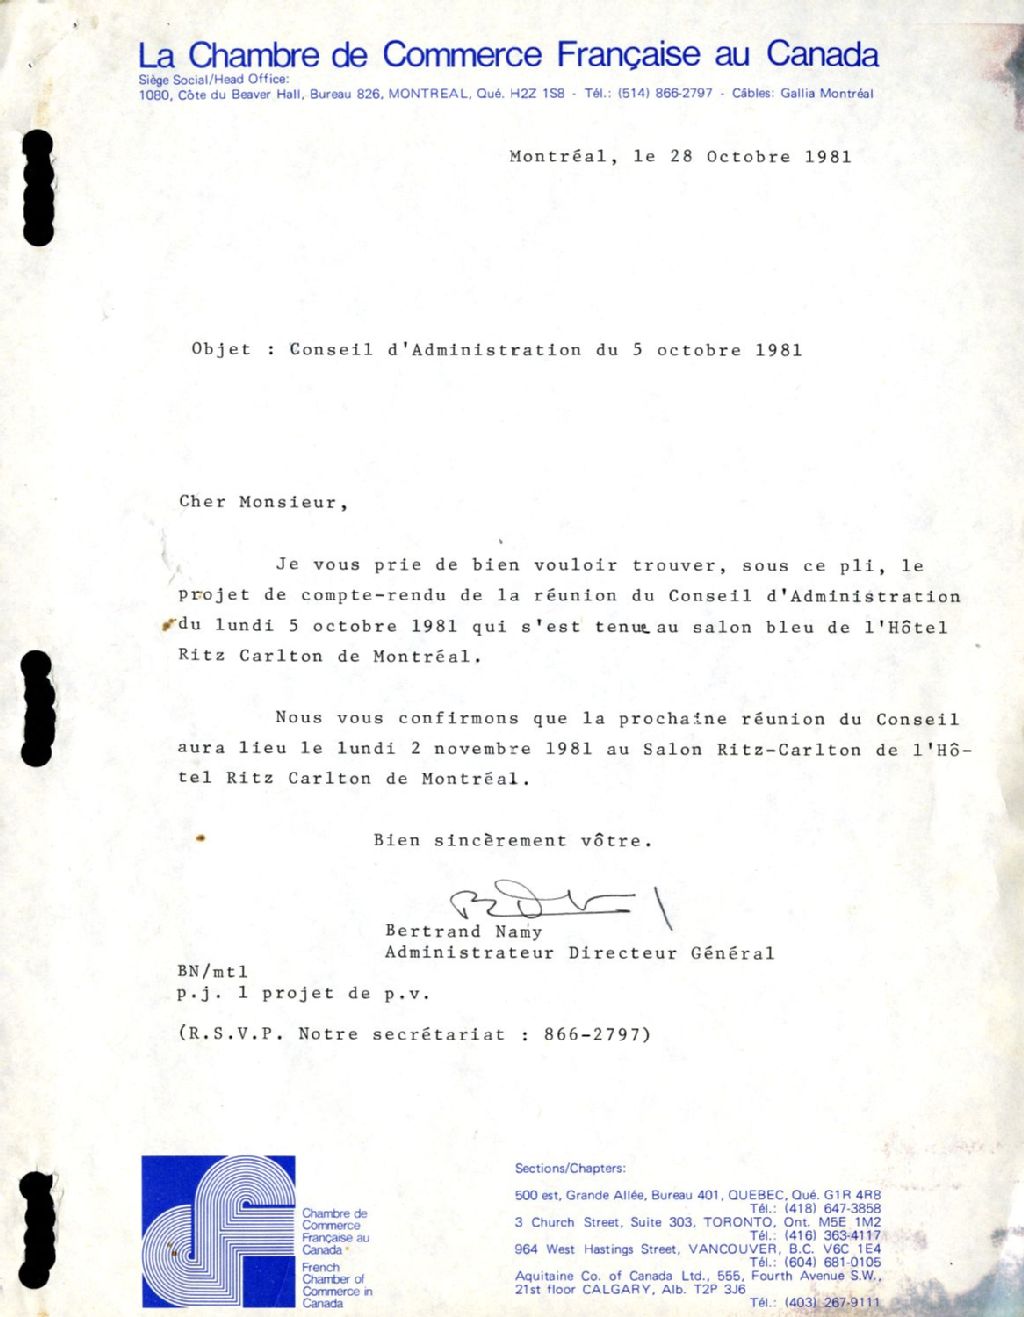 La Chambre de Commerce Française au Canada
Siège Social/Head Office:
1080, Côte du Beaver Hall, Bureau 826, MONTREAL, Qué. H2Z 1S8 - Tél.: (514) 866-2797 - Câbles: Gallia Montréal
Montréal, le 28 Octobre 1981
Objet : Conseil d'Administration du 5 octobre 1981
Cher Monsieur,
Je vous prie de bien vouloir trouver, sous ce pli, le
projet de compte-rendu de la réunion du Conseil d'Administration
du lundi 5 octobre 1981 qui s'est tenue au salon bleu de l'Hôtel
Ritz Carlton de Montréal.
Nous vous confirmons que la prochaine réunion du Conseil
aura lieu le lundi 2 novembre 1981 au Salon Ritz-Carlton de l'Hô-
tel Ritz Carlton de Montréal.
Bien sincèrement vôtre.
Bertrand Namy
Administrateur Directeur Général
BN/mtl
p.j. 1 projet de p.v.
(R.S.V.P. Notre secrétariat : 866-2797)
Chambre de
Commerce
Française au
Canada
French
Chamber of
Commerce in
Canada
Sections/Chapters:
500 est, Grande Allée, Bureau 401, QUEBEC, Qué. G1R 4R8
Tél.: (418) 647-3858
3 Church Street, Suite 303, TORONTO, Ont. M5E 1M2
Tél.: (416) 363-4117
964 West Hastings Street, VANCOUVER, B.C. V6C 1E4
Tél.: (604) 681-0105
Aquitaine Co. of Canada Ltd., 555, Fourth Avenue S.W.,
21st floor CALGARY, Alb. T2P 3J6
Tél.: (403) 267-9111